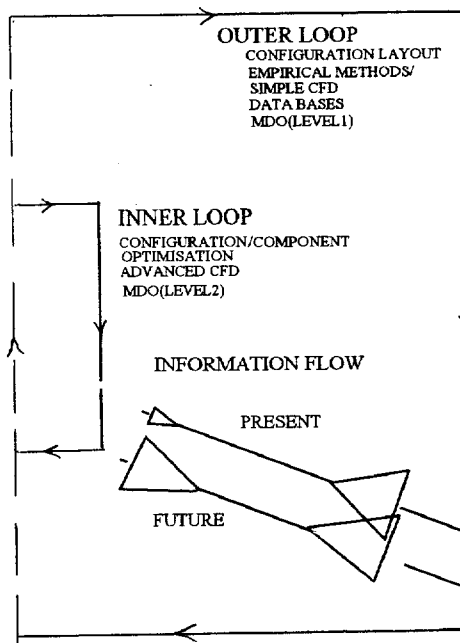 OUTER LOOP
CONFIGURATION LAYOUT
EMPIRICAL METHODS/
SIMPLE CFD
DATA BASES
MDO(LEVEL1)
INNER LOOP
CONFIGURATION/COMPONENT
OPTIMISATION
ADVANCED CFD
MDO(LEVEL2)
INFORMATION FLOW
PRESENT
FUTURE